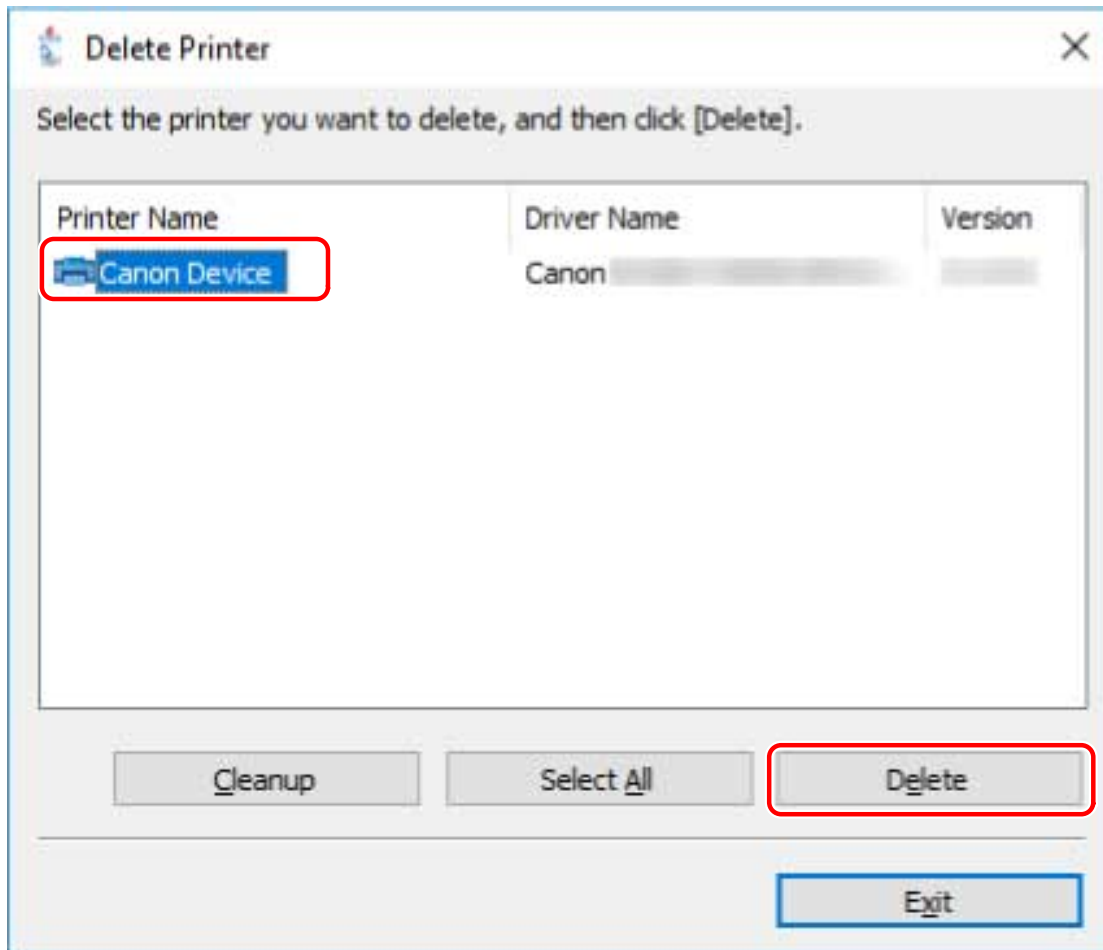 Delete Printer
Select the printer you want to delete, and then click [Delete].
Printer Name Driver Name Version
Canon Device Canon
Cleanup Select All Delete
Exit